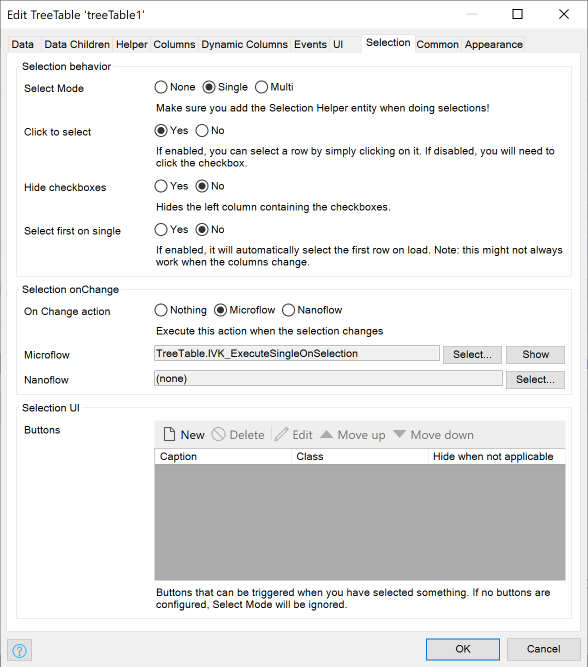 Edit TreeTable 'treeTable1'
Data Data Children Helper Columns Dynamic Columns Events UI Selection Common Appearance
Selection behavior
Select Mode None Single Multi
Make sure you add the Selection Helper entity when doing selections!
Click to select Yes No
If enabled, you can select a row by simply clicking on it. If disabled, you will need to
click the checkbox.
Hide checkboxes Yes No
Hides the left column containing the checkboxes.
Select first on single Yes No
If enabled, it will automatically select the first row on load. Note: this might not always
work when the columns change.
Selection onChange
On Change action Nothing Microflow Nanoflow
Execute this action when the selection changes
Microflow TreeTable.IVK_ExecuteSingleOnSelection Select... Show
Nanoflow (none) Select...
Selection UI
Buttons New Delete Edit Move up Move down
Caption Class Hide when not applicable
Buttons that can be triggered when you have selected something. If no buttons are
configured, Select Mode will be ignored.
? OK Cancel